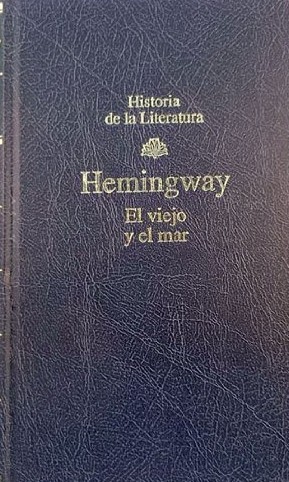 Historia
de la Literatura
Hemingway
El viejo
y el mar